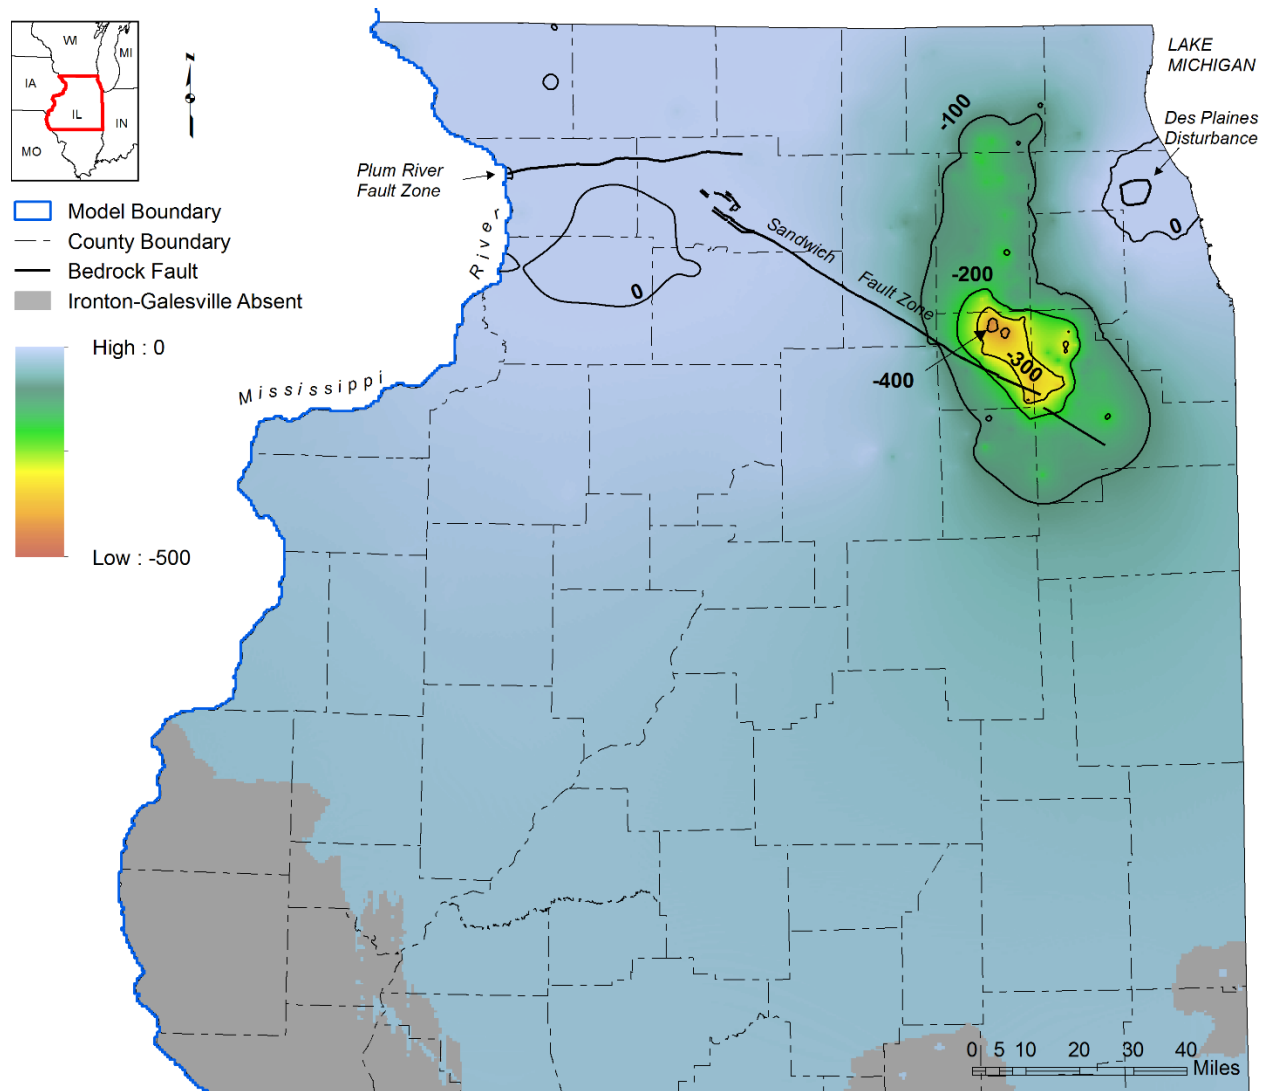 WI
MI
IA
IL
IN
MO
N
LAKE
MICHIGAN
Des Plaines
Disturbance
Plum River
Fault Zone
Model Boundary
County Boundary
Bedrock Fault
Ironton-Galesville Absent
High : 0
Low : -500
Mississippi
River
Sandwich
Fault Zone
0
-100
-200
-300
-400
0
0 5 10 20 30 40
Miles